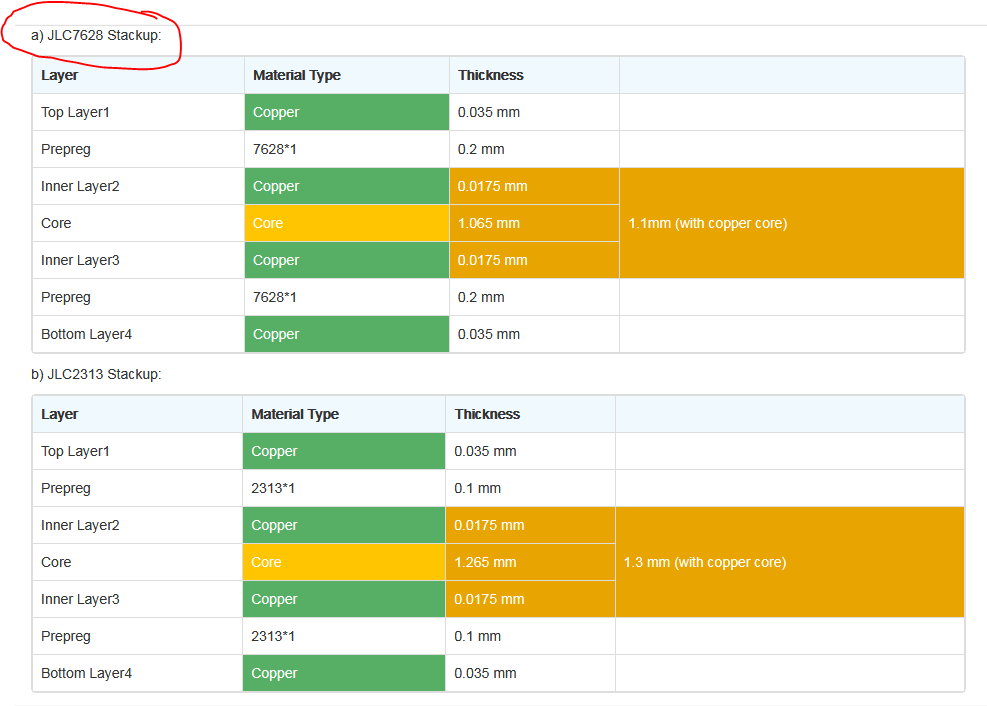 a) JLC7628 Stackup:
Layer Material Type Thickness
Top Layer1 Copper 0.035 mm
Prepreg 7628*1 0.2 mm
Inner Layer2 Copper 0.0175 mm
Core Core 1.065 mm 1.1mm (with copper core)
Inner Layer3 Copper 0.0175 mm
Prepreg 7628*1 0.2 mm
Bottom Layer4 Copper 0.035 mm
b) JLC2313 Stackup:
Layer Material Type Thickness
Top Layer1 Copper 0.035 mm
Prepreg 2313*1 0.1 mm
Inner Layer2 Copper 0.0175 mm
Core Core 1.265 mm 1.3 mm (with copper core)
Inner Layer3 Copper 0.0175 mm
Prepreg 2313*1 0.1 mm
Bottom Layer4 Copper 0.035 mm